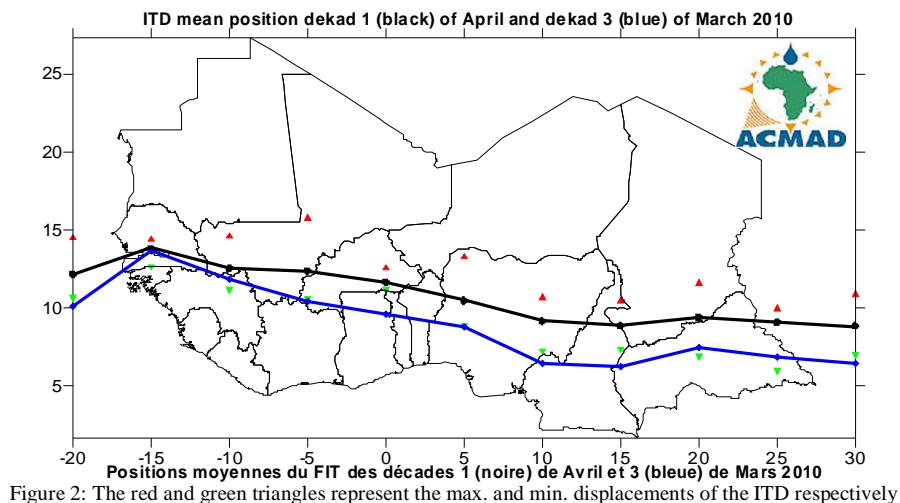 ITD mean position dekad 1 (black) of April and dekad 3 (blue) of March 2010
25
20
15
10
5
ACMAD
-20 -15 -10 -5 0 5 10 15 20 25 30
Positions moyennes du FIT des décades 1 (noire) de Avril et 3 (bleue) de Mars 2010
Figure 2: The red and green triangles represent the max. and min. displacements of the ITD respectively